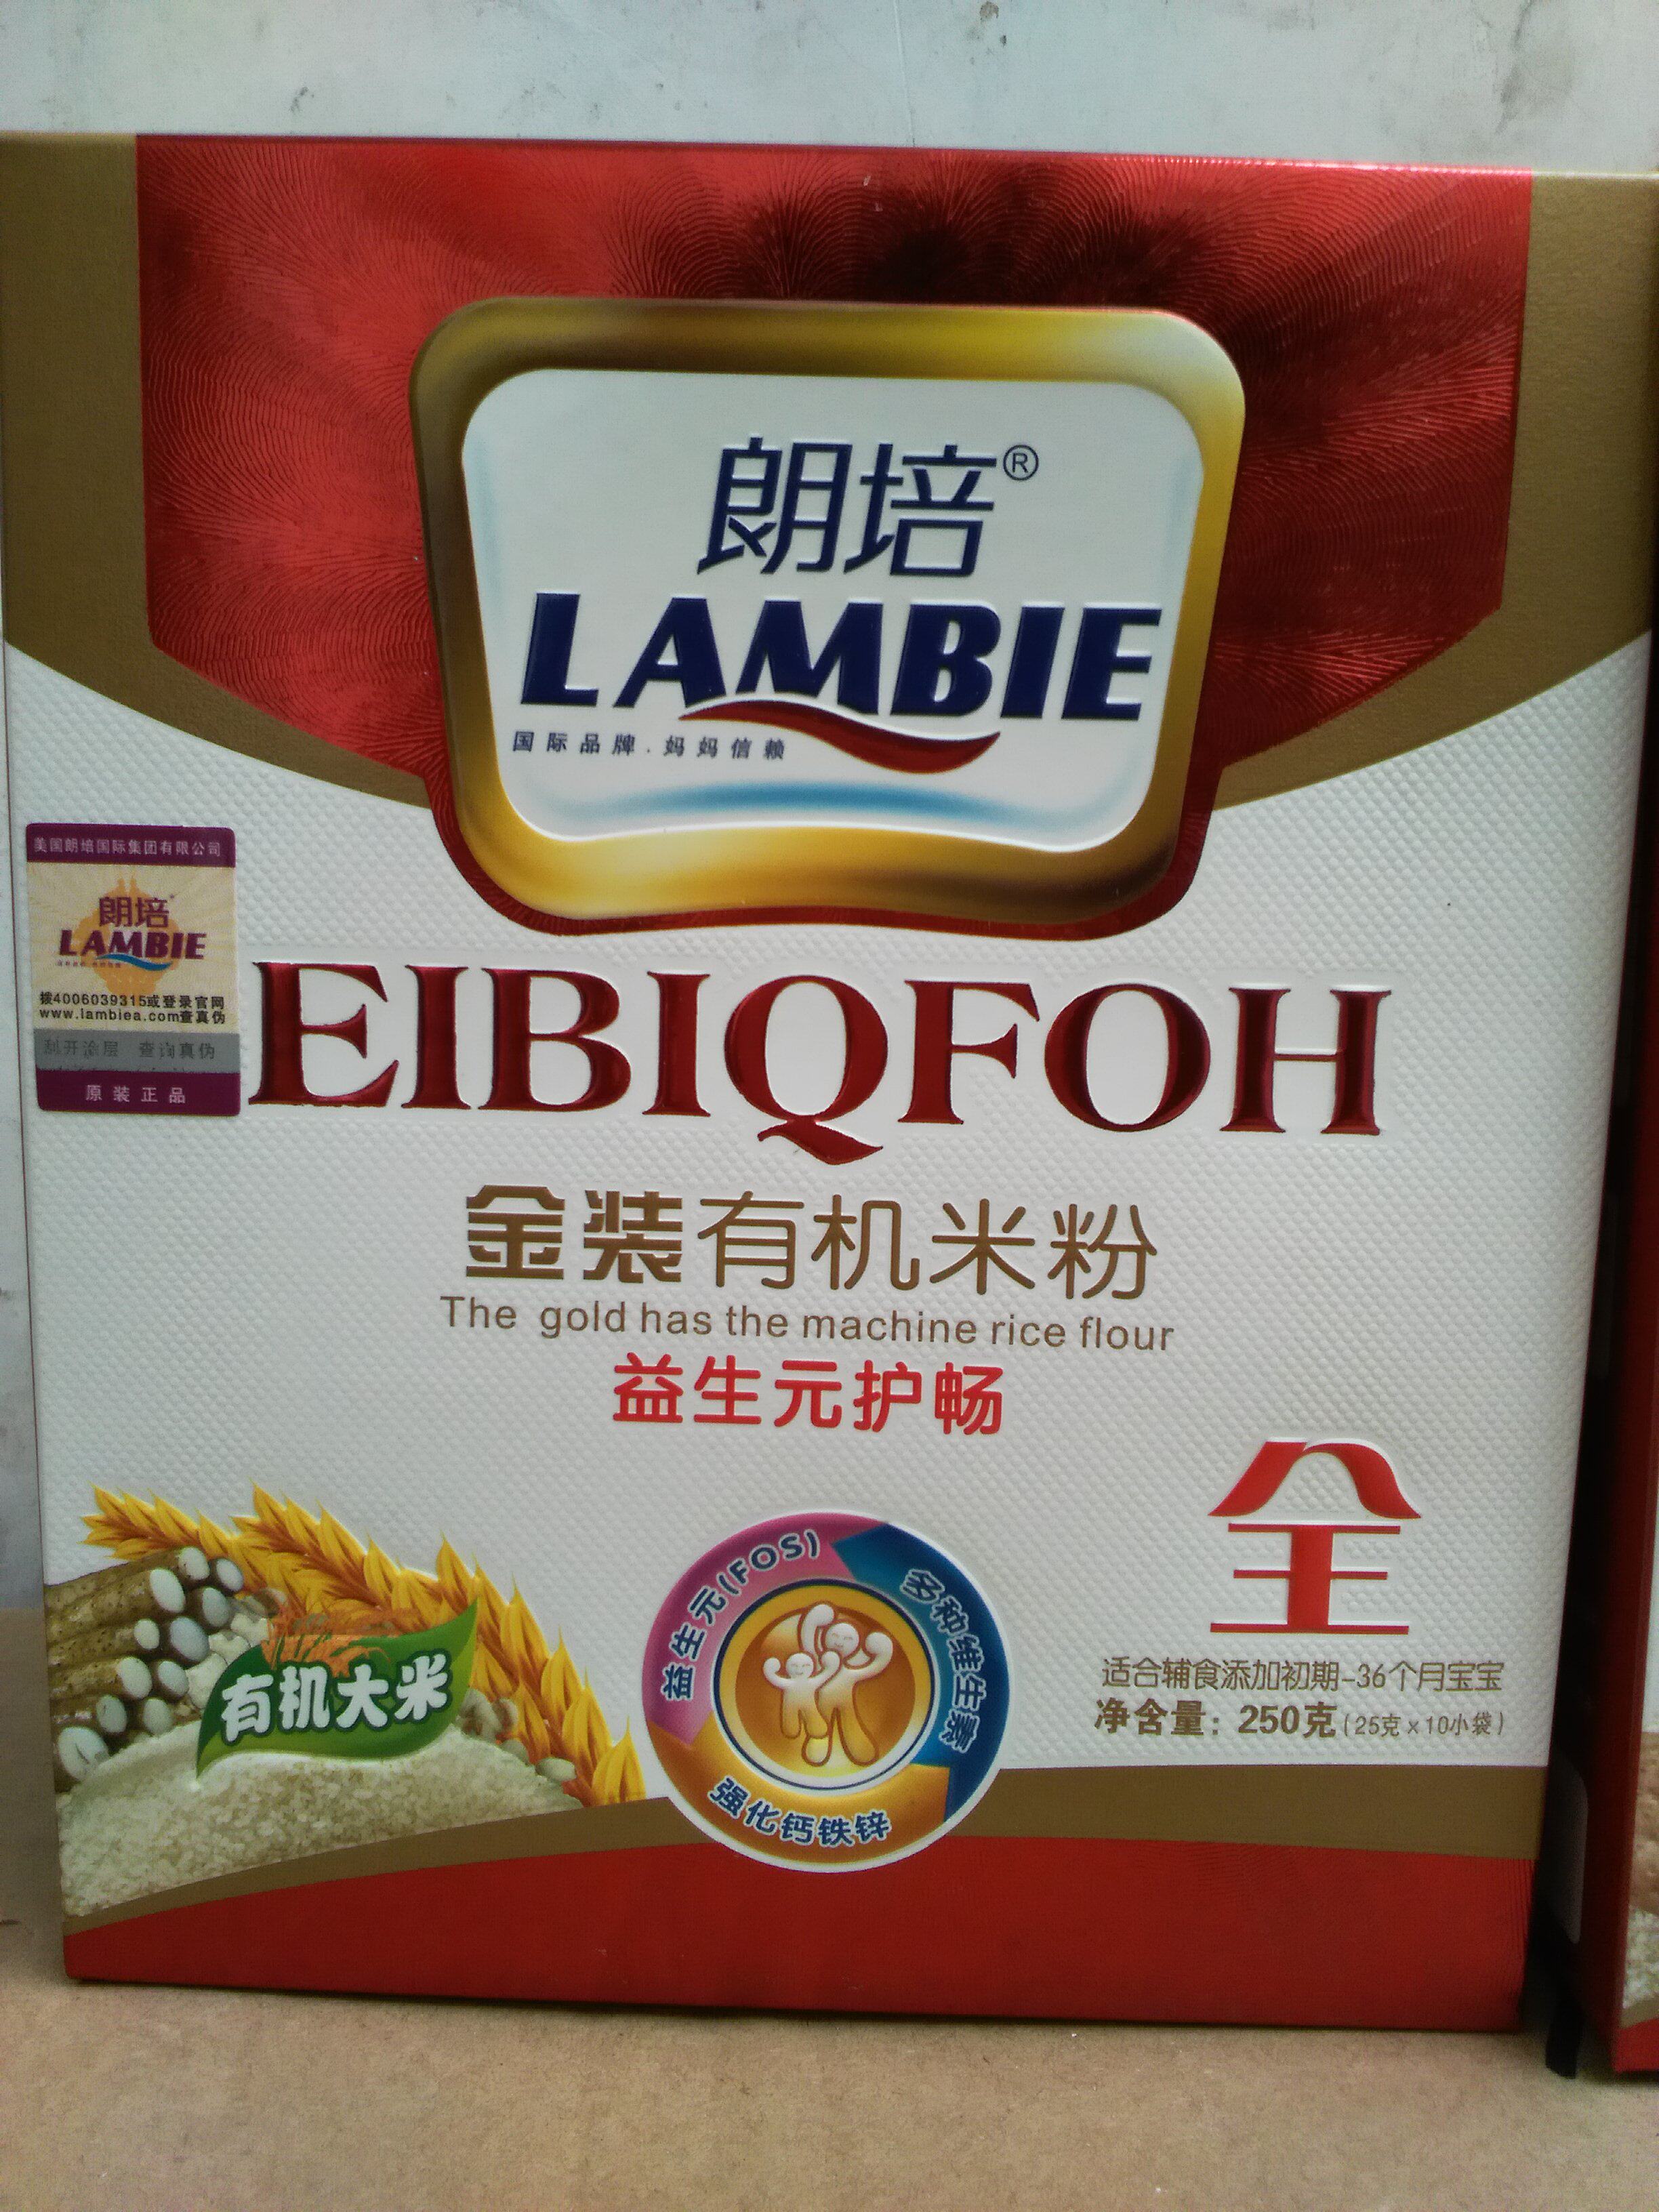 朗培®
LAMBIE
国际品牌.妈妈信赖
美国朗培国际集团有限公司
朗培
LAMBIE
拨4006039315或登录官网
www.lambiea.com查真伪
刮开涂层 查询真伪
原装正品
EIBIQFOH
金装有机米粉
The gold has the machine rice flour
益生元护畅
全
有机大米
益生元(FOS)
多种维生素
强化钙铁锌
适合辅食添加初期-36个月宝宝
净含量：250克(25克×10小袋)